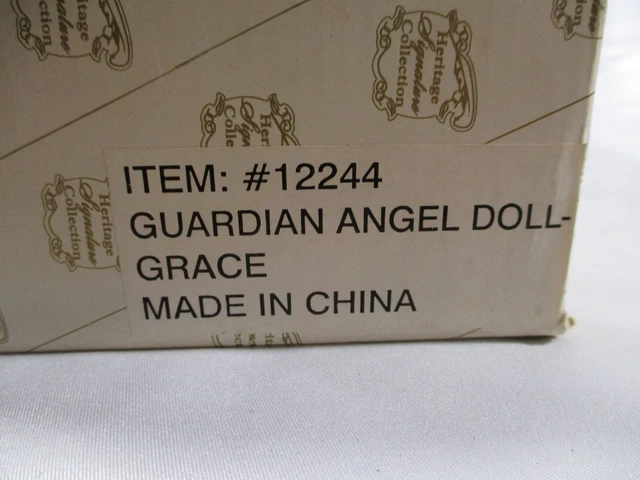 Heritage
Signature
Collection
Heritage
Signature
Collection
Heritage
Signature
Collection
ITEM: #12244
GUARDIAN ANGEL DOLL-
GRACE
MADE IN CHINA